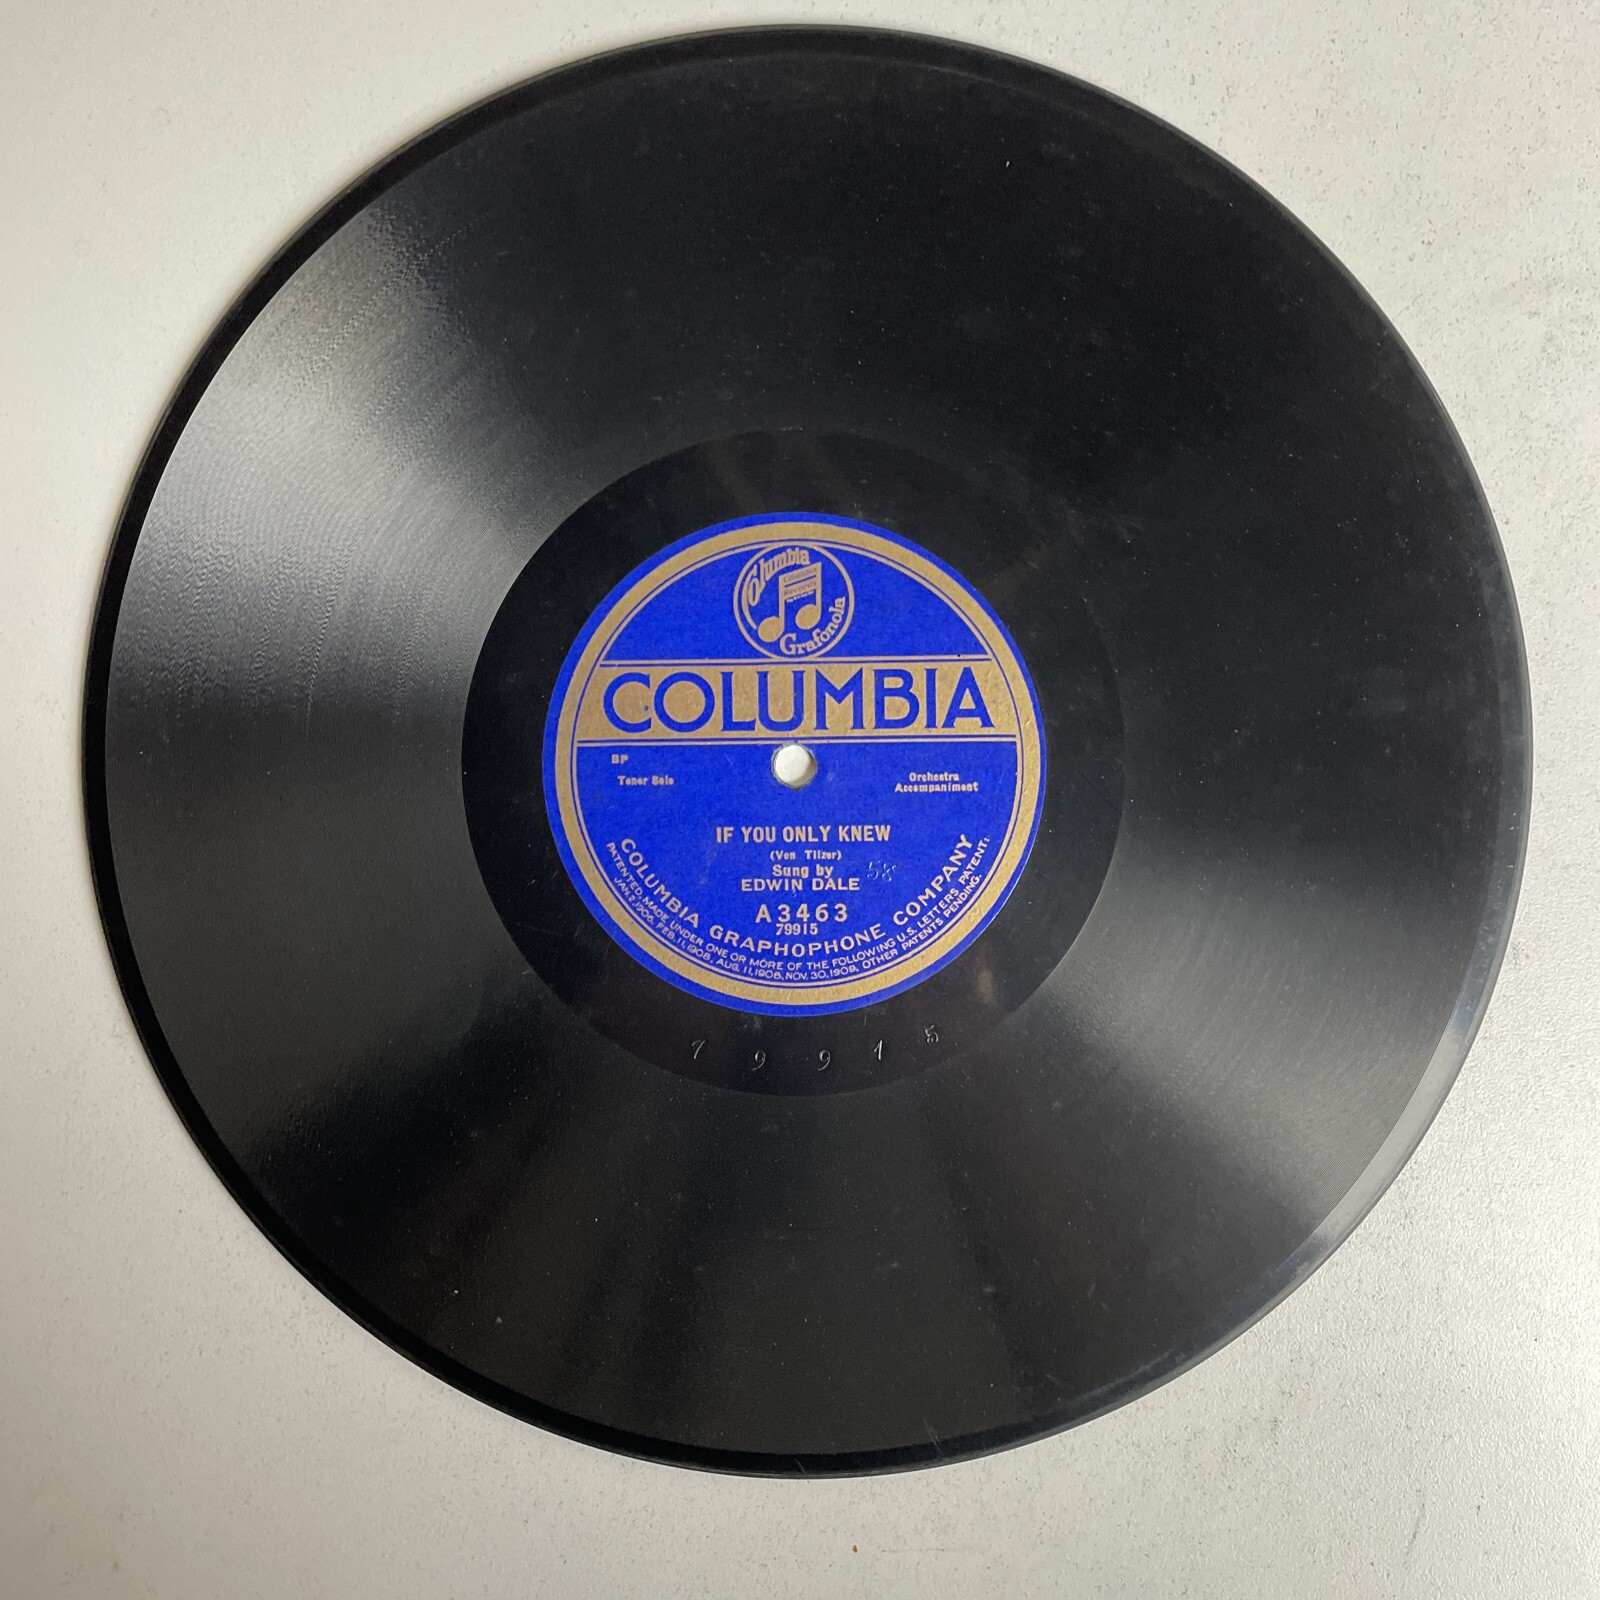 Columbia
Grafonola
COLUMBIA
BP
Tenor Solo
Orchestra
Accompaniment
IF YOU ONLY KNEW
(Von Tilzer)
Sung by
EDWIN DALE
58
A3463
79915
COLUMBIA GRAPHOPHONE COMPANY
PATENTED, MADE UNDER ONE OR MORE OF THE FOLLOWING U.S. LETTERS PATENT:
JAN. 2, 1906, FEB. 11, 1908, AUG. 11, 1908, NOV. 30, 1909, OTHER PATENTS PENDING.
79915